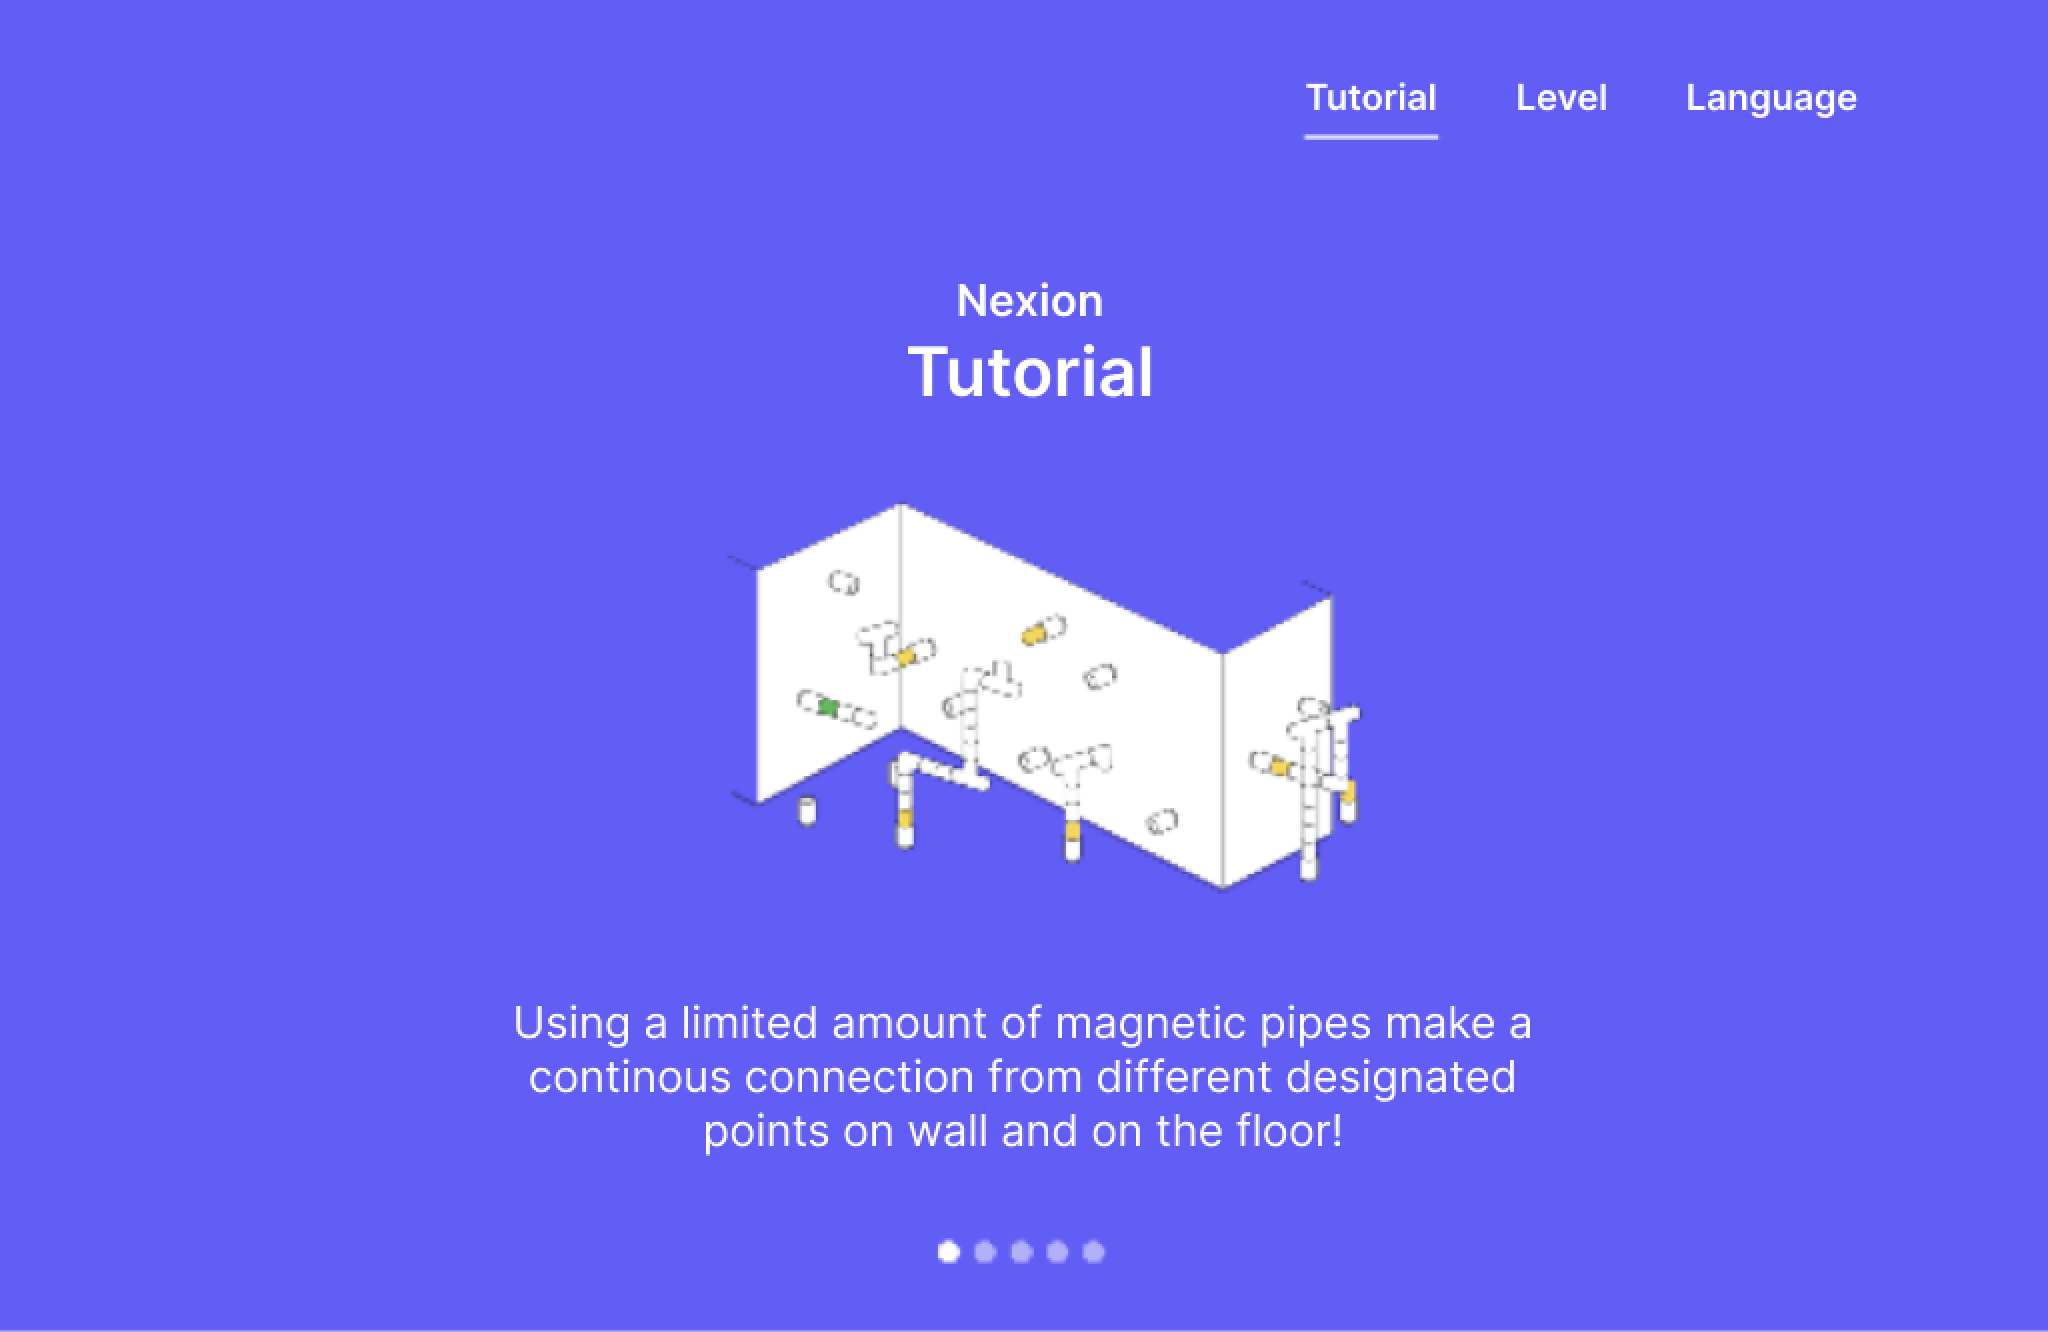 Tutorial Level Language
Nexion
Tutorial
Using a limited amount of magnetic pipes make a
continous connection from different designated
points on wall and on the floor!